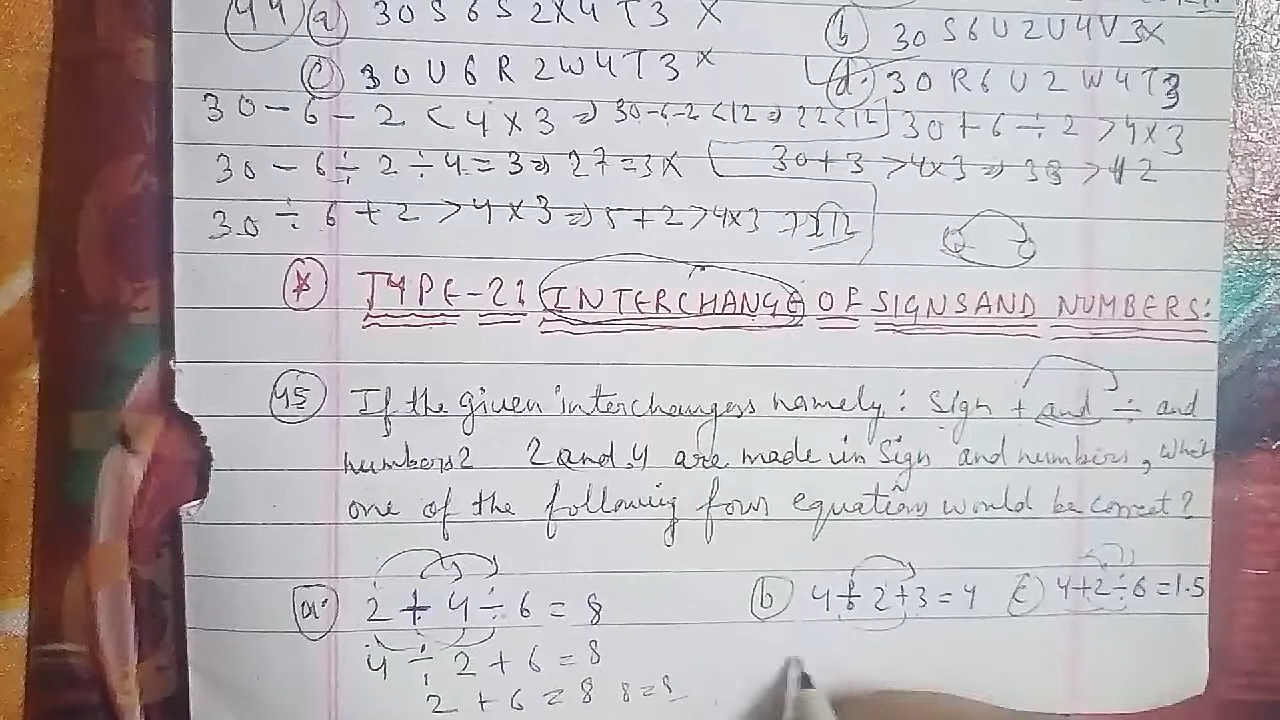 44 (a) 30 S 6 S 2 X 4 T 3 X (b) 30 S 6 U 2 U 4 V 3 X
(c) 30 U 6 R 2 W 4 T 3 X (d) 30 R 6 U 2 W 4 T 3
30 - 6 - 2 < 4 × 3 ⇒ 30-6-2 < 12 ⇒ 22 < 12 30 + 6 ÷ 2 > 4 × 3
30 - 6 ÷ 2 ÷ 4 = 3 ⇒ 27 = 3 X 30 + 3 > 4×3 ⇒ 33 > 12
30 ÷ 6 + 2 > 4 × 3 ⇒ 5 + 2 > 4×3
* TYPE-2: INTERCHANGE OF SIGNS AND NUMBERS:
45 If the given interchangess namely: Sign + and ÷ and
numbers 2 2 and 4 are made in Sign and numbers, which
one of the following four equations would be correct?
(a) 2 + 4 ÷ 6 = 8 (b) 4 ÷ 2 + 3 = 4 (c) 4 + 2 ÷ 6 = 1.5
4 ÷ 2 + 6 = 8
2 + 6 = 8 8 = 8